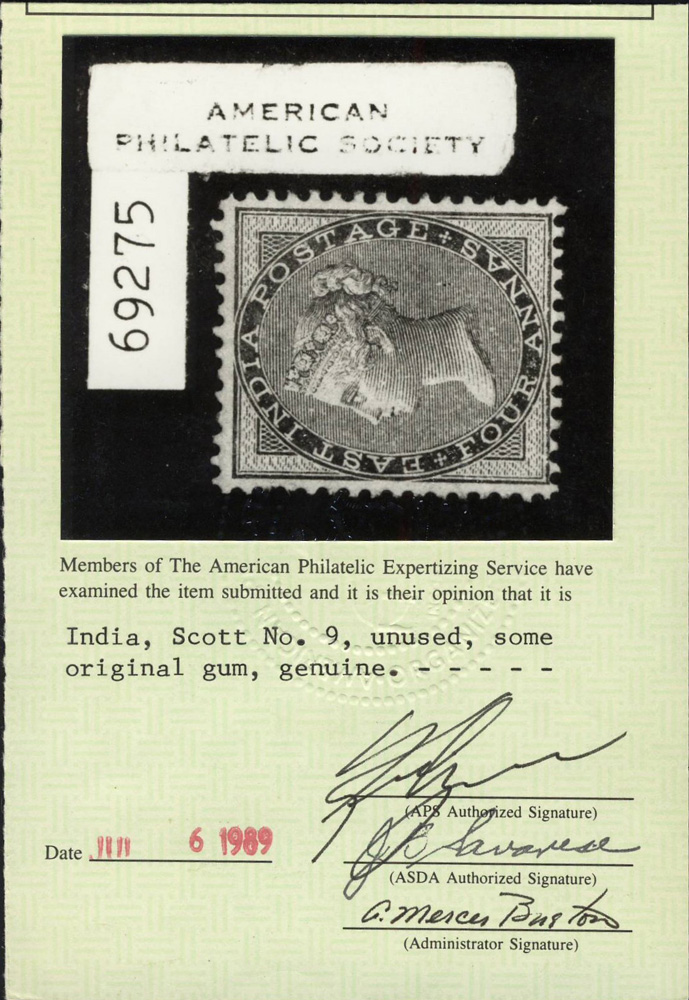 AMERICAN
PHILATELIC SOCIETY
69275
EAST INDIA POSTAGE + FOUR ANNAS +
Members of The American Philatelic Expertizing Service have
examined the item submitted and it is their opinion that it is
India, Scott No. 9, unused, some
original gum, genuine. - - - - -
(APS Authorized Signature)
Date 6 1989
(ASDA Authorized Signature)
(Administrator Signature)